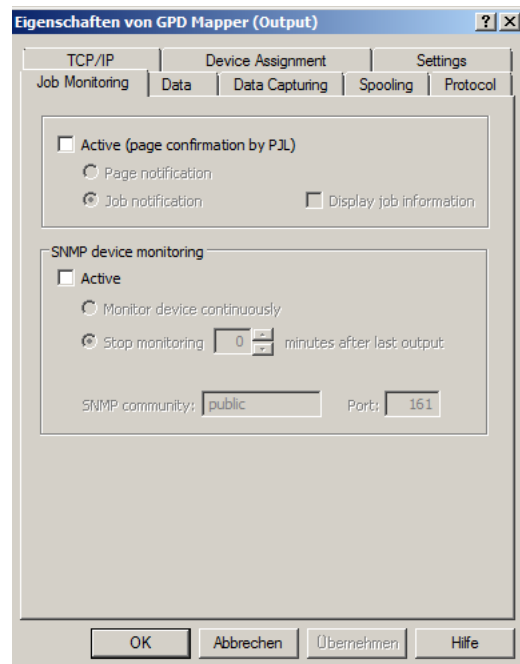 Eigenschaften von GPD Mapper (Output)
TCP/IP Device Assignment Settings
Job Monitoring Data Data Capturing Spooling Protocol
Active (page confirmation by PJL)
Page notification
Job notification Display job information
SNMP device monitoring
Active
Monitor device continuously
Stop monitoring 0 minutes after last output
SNMP community: public Port: 161
OK Abbrechen Übernehmen Hilfe